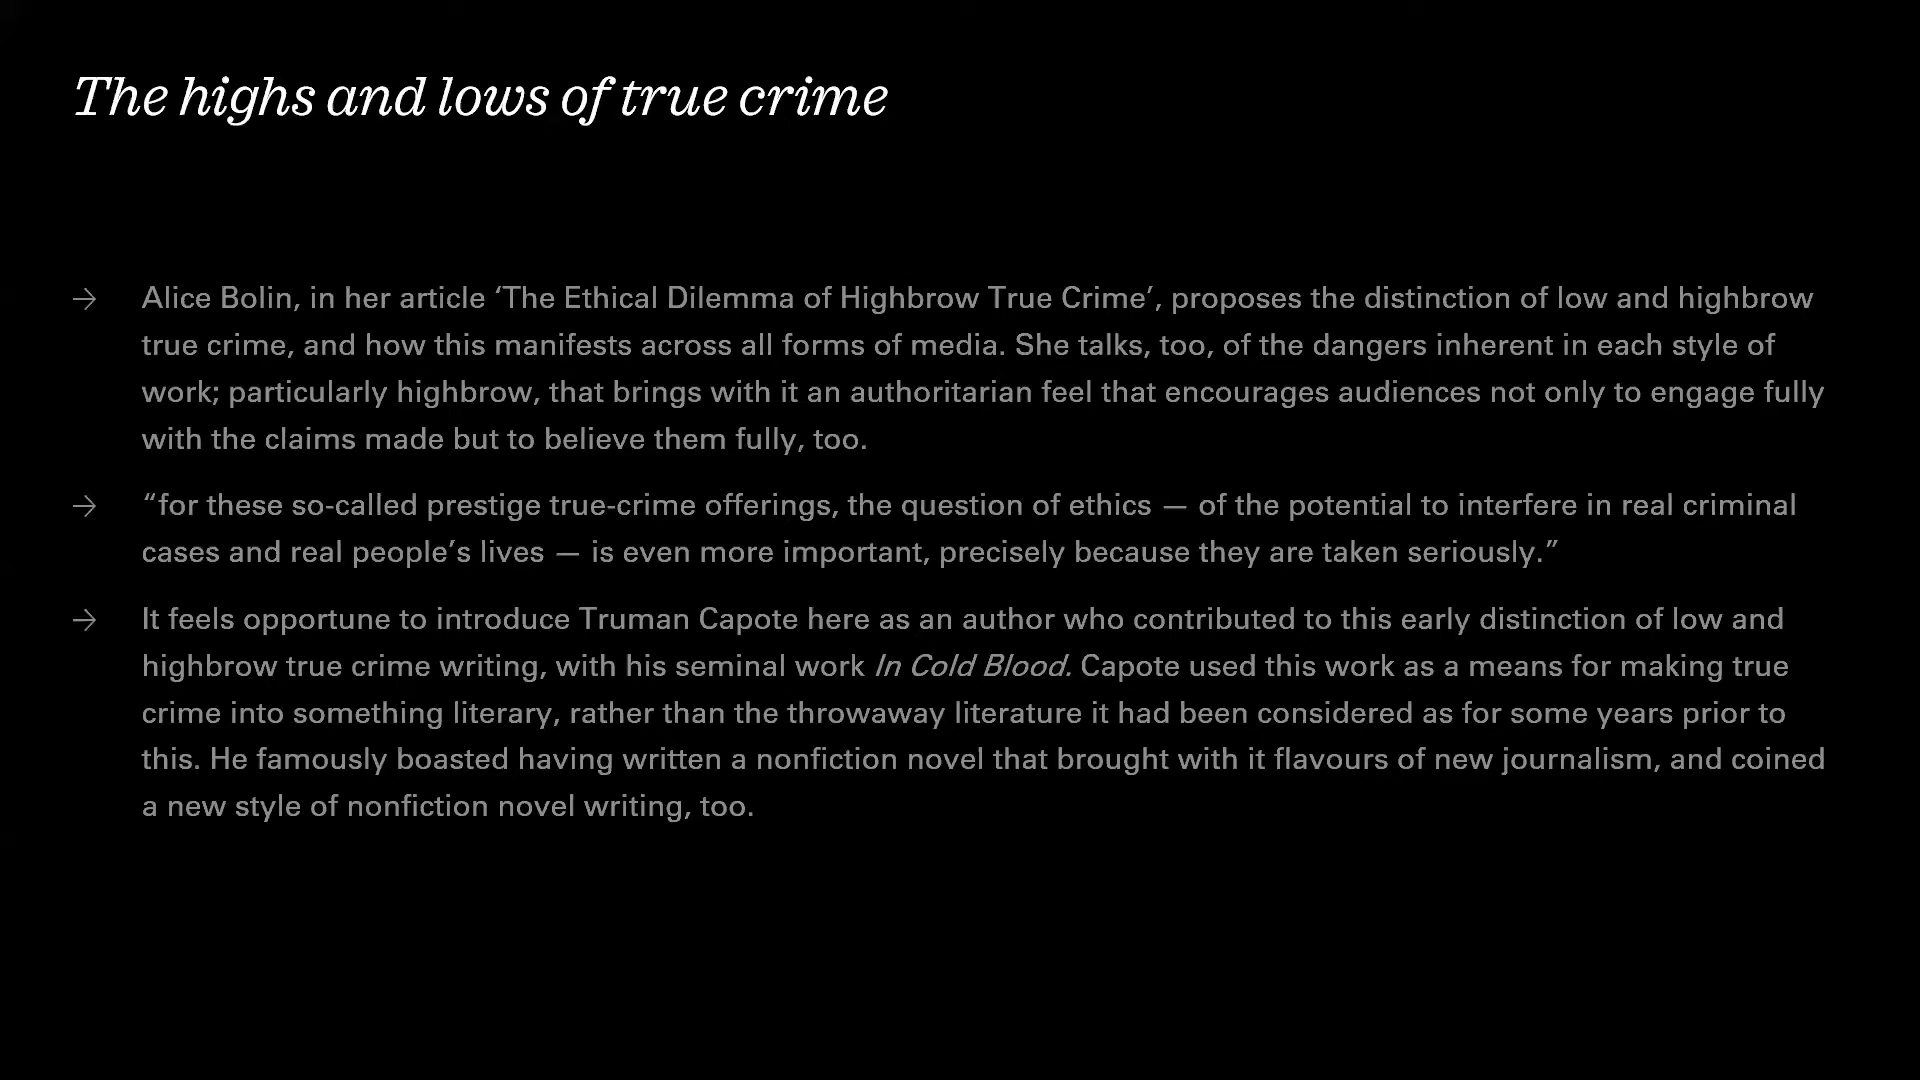 The highs and lows of true crime
→ Alice Bolin, in her article ‘The Ethical Dilemma of Highbrow True Crime’, proposes the distinction of low and highbrow
true crime, and how this manifests across all forms of media. She talks, too, of the dangers inherent in each style of
work; particularly highbrow, that brings with it an authoritarian feel that encourages audiences not only to engage fully
with the claims made but to believe them fully, too.
→ “for these so-called prestige true-crime offerings, the question of ethics — of the potential to interfere in real criminal
cases and real people’s lives — is even more important, precisely because they are taken seriously.”
→ It feels opportune to introduce Truman Capote here as an author who contributed to this early distinction of low and
highbrow true crime writing, with his seminal work In Cold Blood. Capote used this work as a means for making true
crime into something literary, rather than the throwaway literature it had been considered as for some years prior to
this. He famously boasted having written a nonfiction novel that brought with it flavours of new journalism, and coined
a new style of nonfiction novel writing, too.